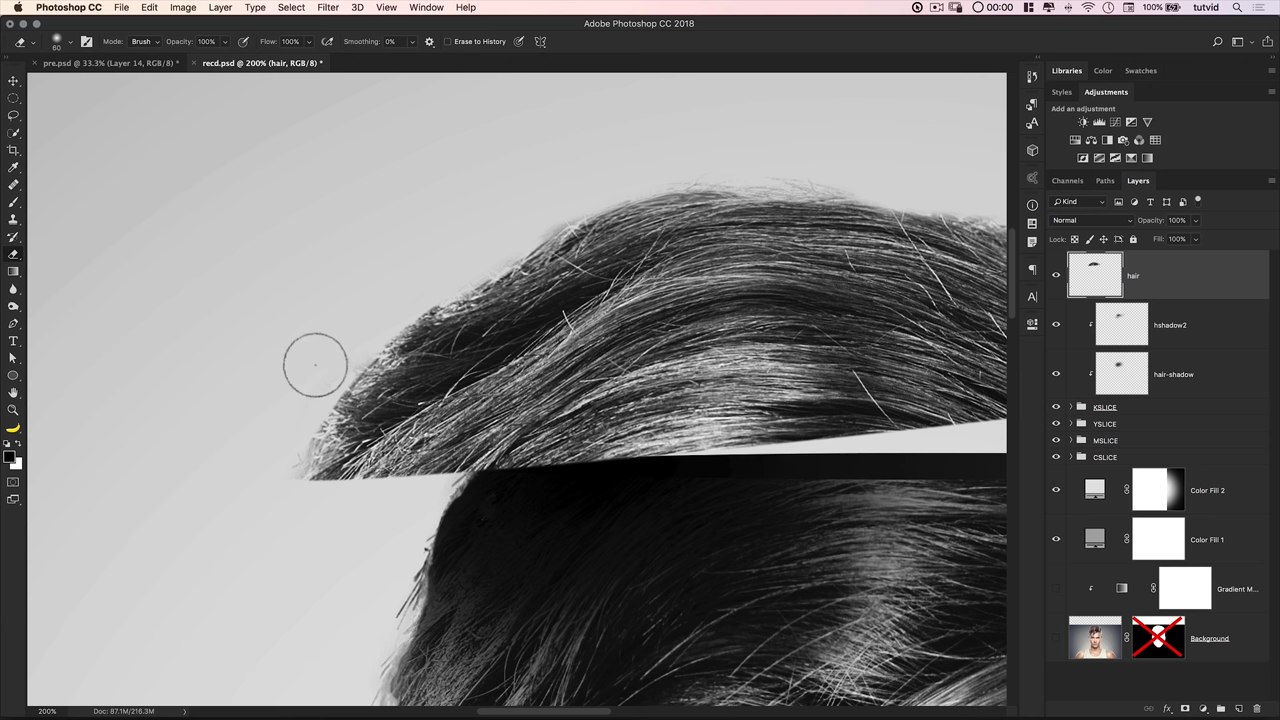 Photoshop CC File Edit Image Layer Type Select Filter 3D View Window Help 00:00 100% tutvid
Adobe Photoshop CC 2018
60 Mode: Brush Opacity: 100% Flow: 100% Smoothing: 0% Erase to History
× pre.psd @ 33.3% (Layer 14, RGB/8) * × recd.psd @ 200% (hair, RGB/8) *
Libraries Color Swatches
Styles Adjustments
Add an adjustment
Channels Paths Layers
Kind
Normal Opacity: 100%
Lock: Fill: 100%
hair
hshadow2
hair-shadow
KSLICE
YSLICE
MSLICE
CSLICE
Color Fill 2
Color Fill 1
Gradient M...
Background
200% Doc: 87.1M/216.3M